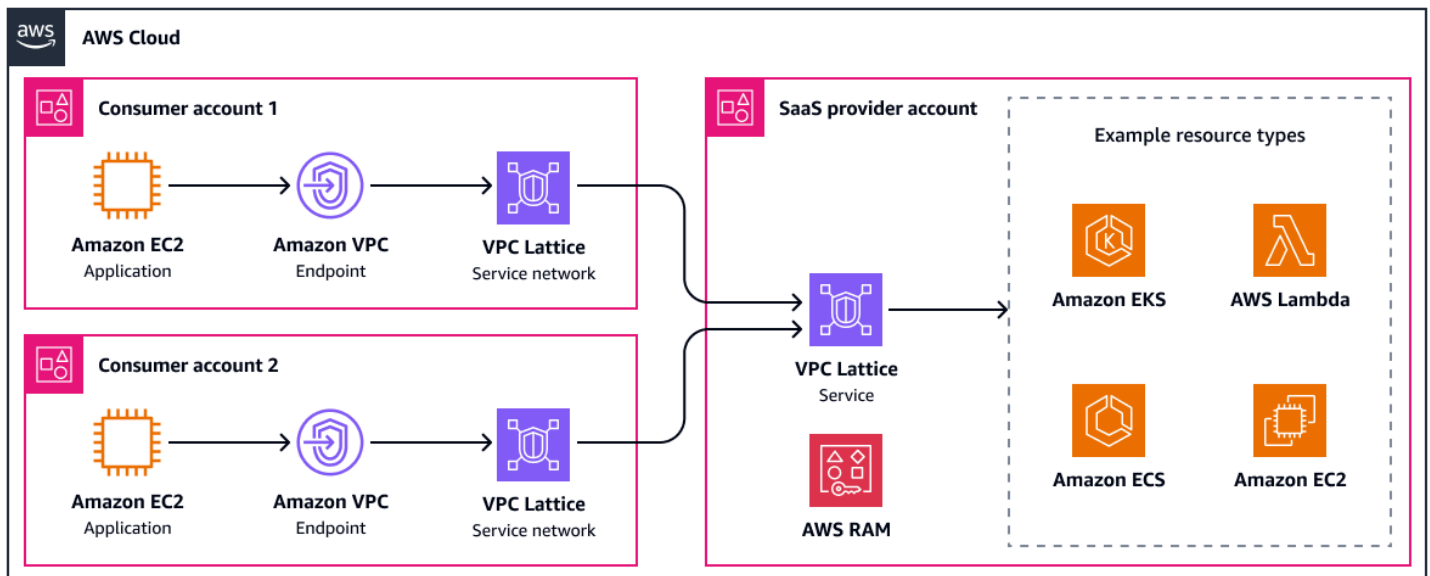 aws
AWS Cloud
Consumer account 1
Amazon EC2
Application
Amazon VPC
Endpoint
VPC Lattice
Service network
Consumer account 2
Amazon EC2
Application
Amazon VPC
Endpoint
VPC Lattice
Service network
SaaS provider account
VPC Lattice
Service
AWS RAM
Example resource types
K
Amazon EKS
AWS Lambda
Amazon ECS
Amazon EC2